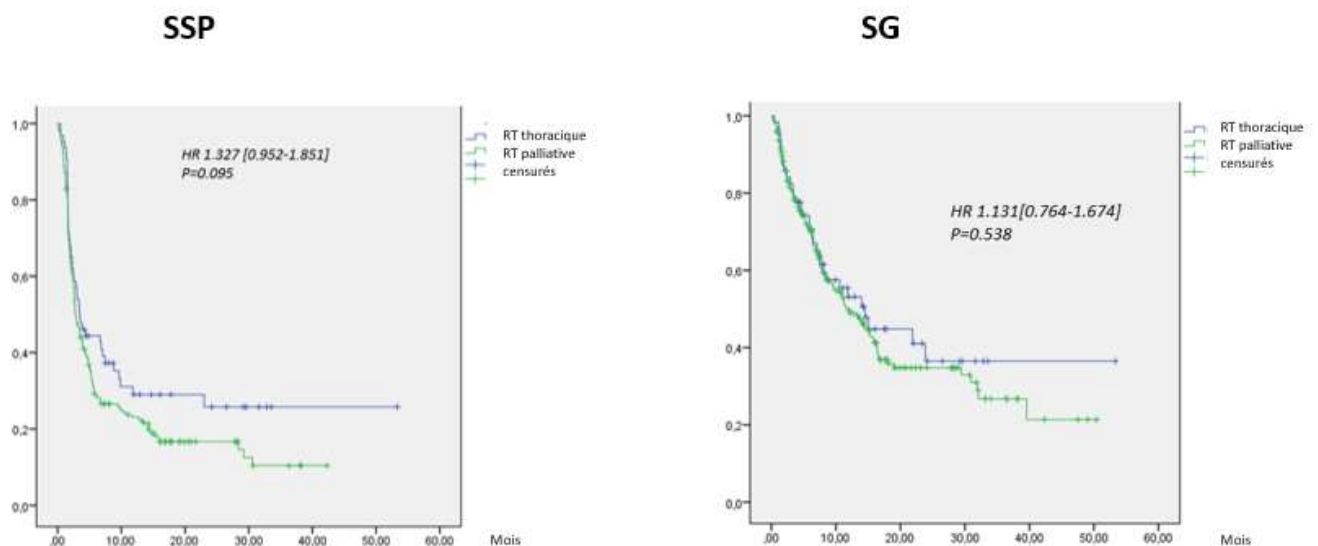 SSP
SG
HR 1.327 [0.952-1.851]
P=0.095
RT thoracique
RT palliative
censurés
1,0
0,8
0,6
0,4
0,2
0,0
,00 10,00 20,00 30,00 40,00 50,00 60,00
Mois
HR 1.131[0.764-1.674]
P=0.538
RT thoracique
RT palliative
censurés
1,0
0,8
0,6
0,4
0,2
0,0
,00 10,00 20,00 30,00 40,00 50,00 60,00
Mois